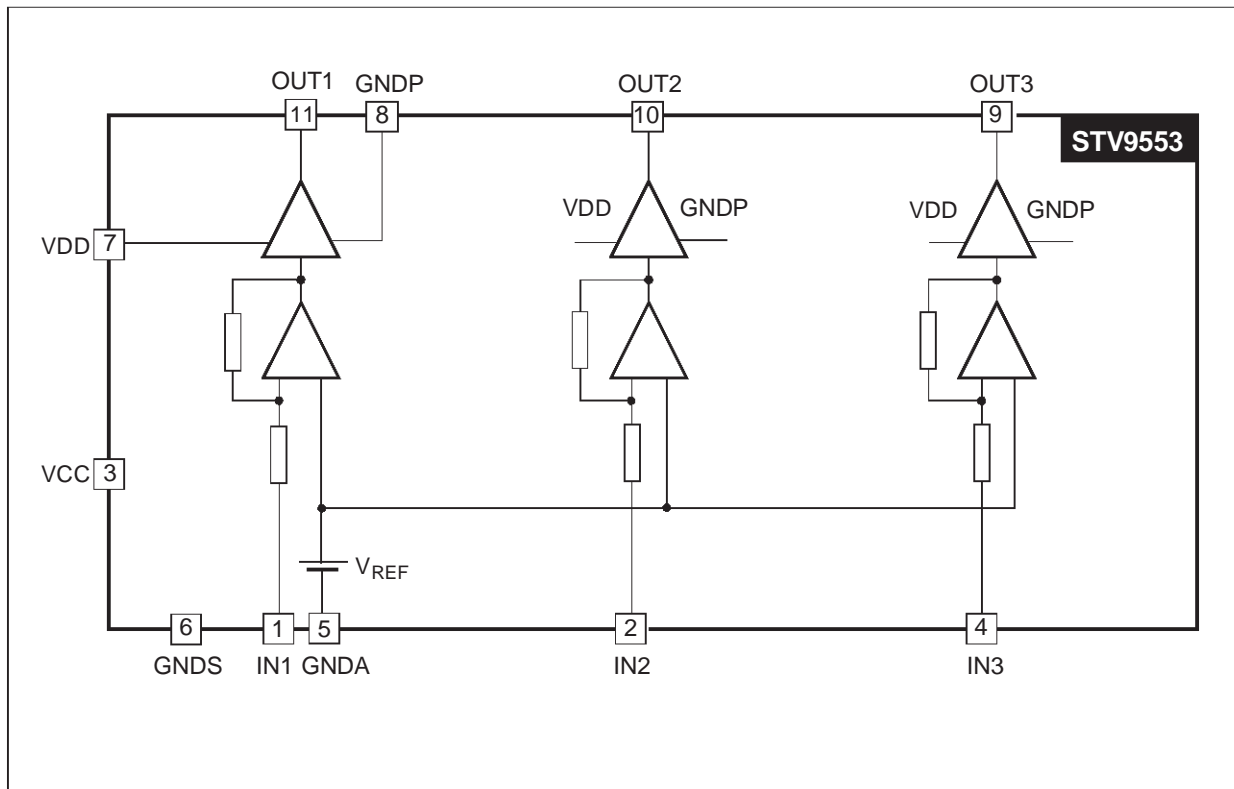 OUT1 GNDP OUT2 OUT3
11 8 10 9
STV9553
VDD GNDP VDD GNDP
VDD 7
VCC 3
VREF
6 1 5 2 4
GNDS IN1 GNDA IN2 IN3